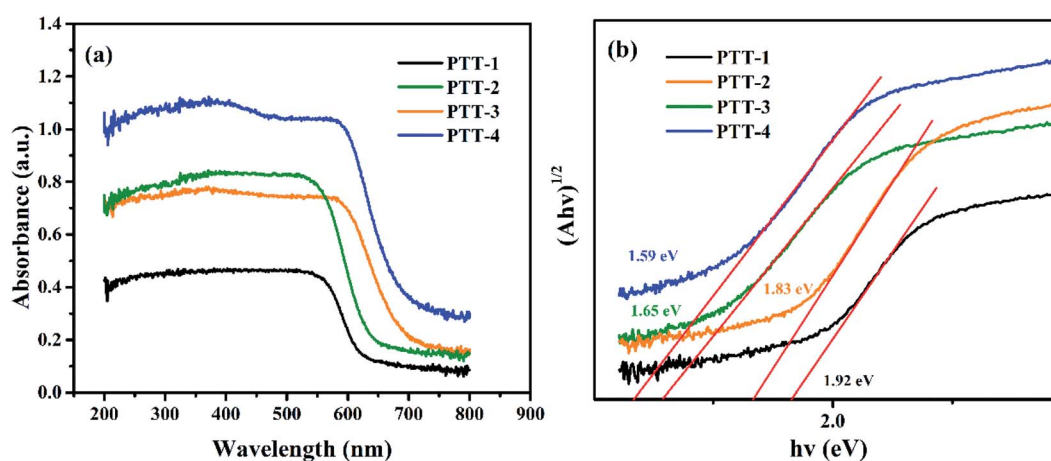 (a)
PTT-1
PTT-2
PTT-3
PTT-4
Absorbance (a.u.)
1.4
1.2
1.0
0.8
0.6
0.4
0.2
0.0
200 300 400 500 600 700 800 900
Wavelength (nm)
(b)
PTT-1
PTT-2
PTT-3
PTT-4
(Ahv)1/2
1.59 eV
1.65 eV
1.83 eV
1.92 eV
2.0
hv (eV)